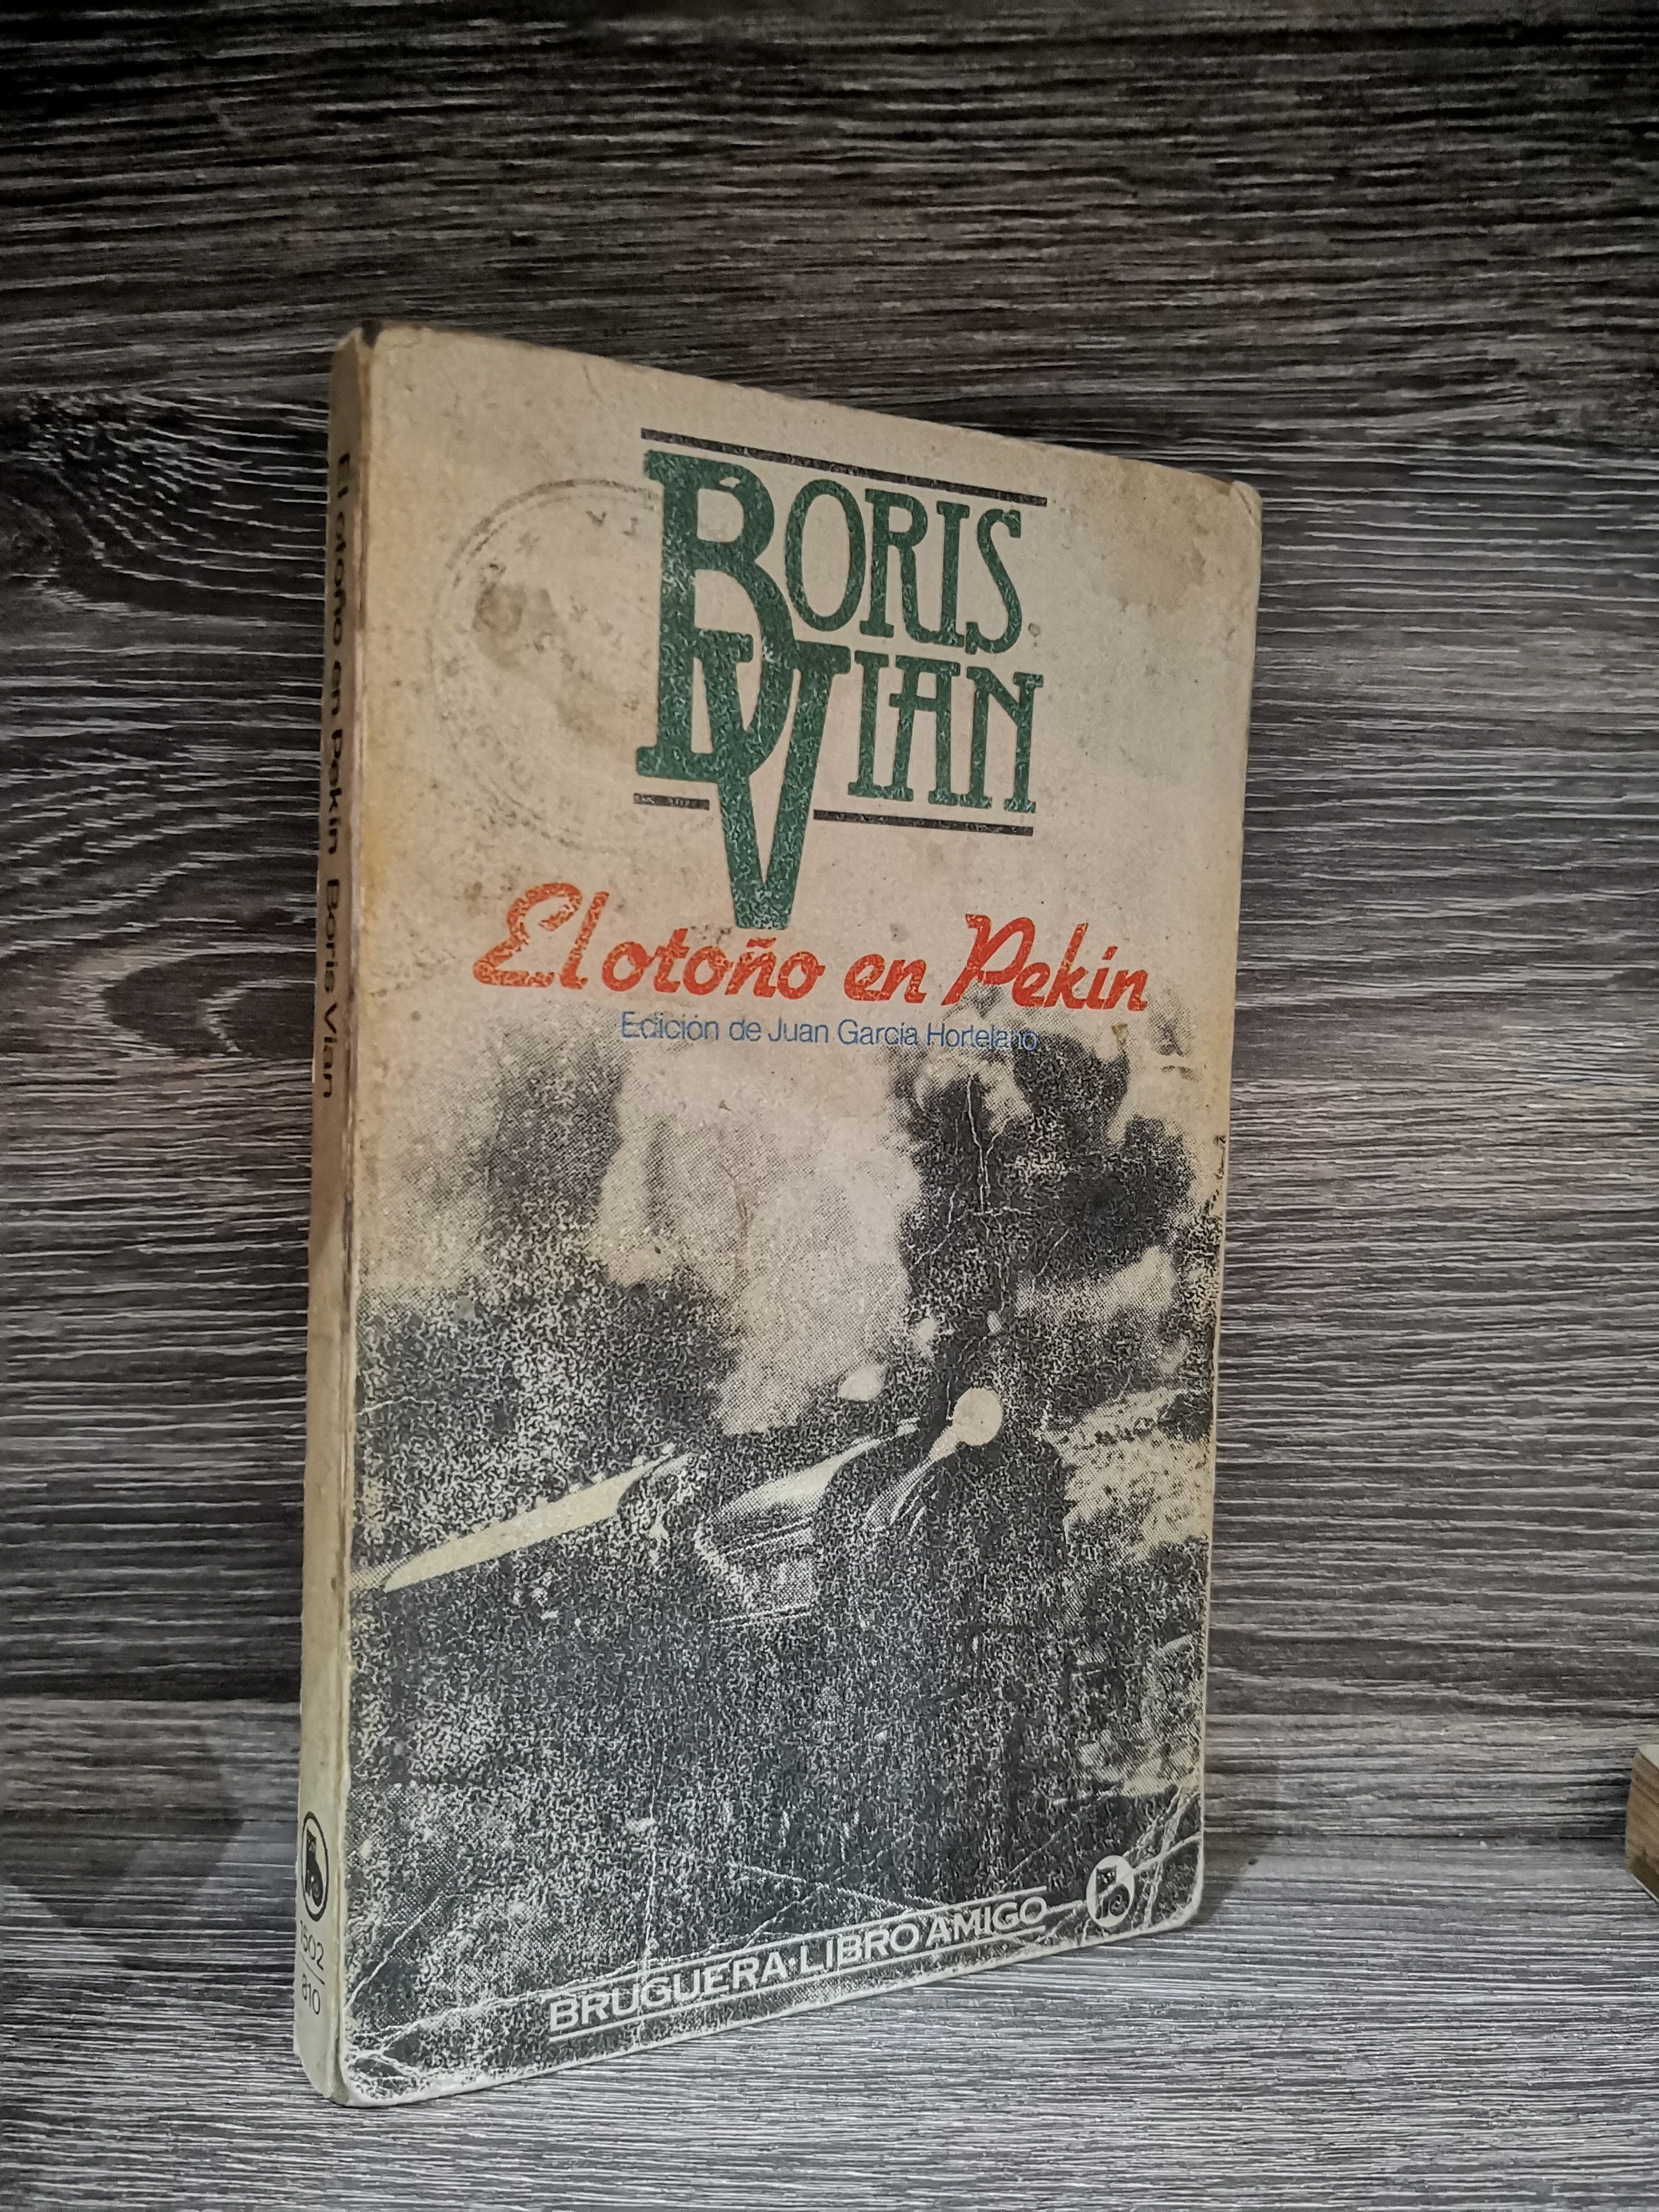 BORIS
VIAN
El otoño en Pekín
Edición de Juan García Hortelano
BRUGUERA·LIBRO AMIGO
El otoño en Pekín Boris Vian
1602
810